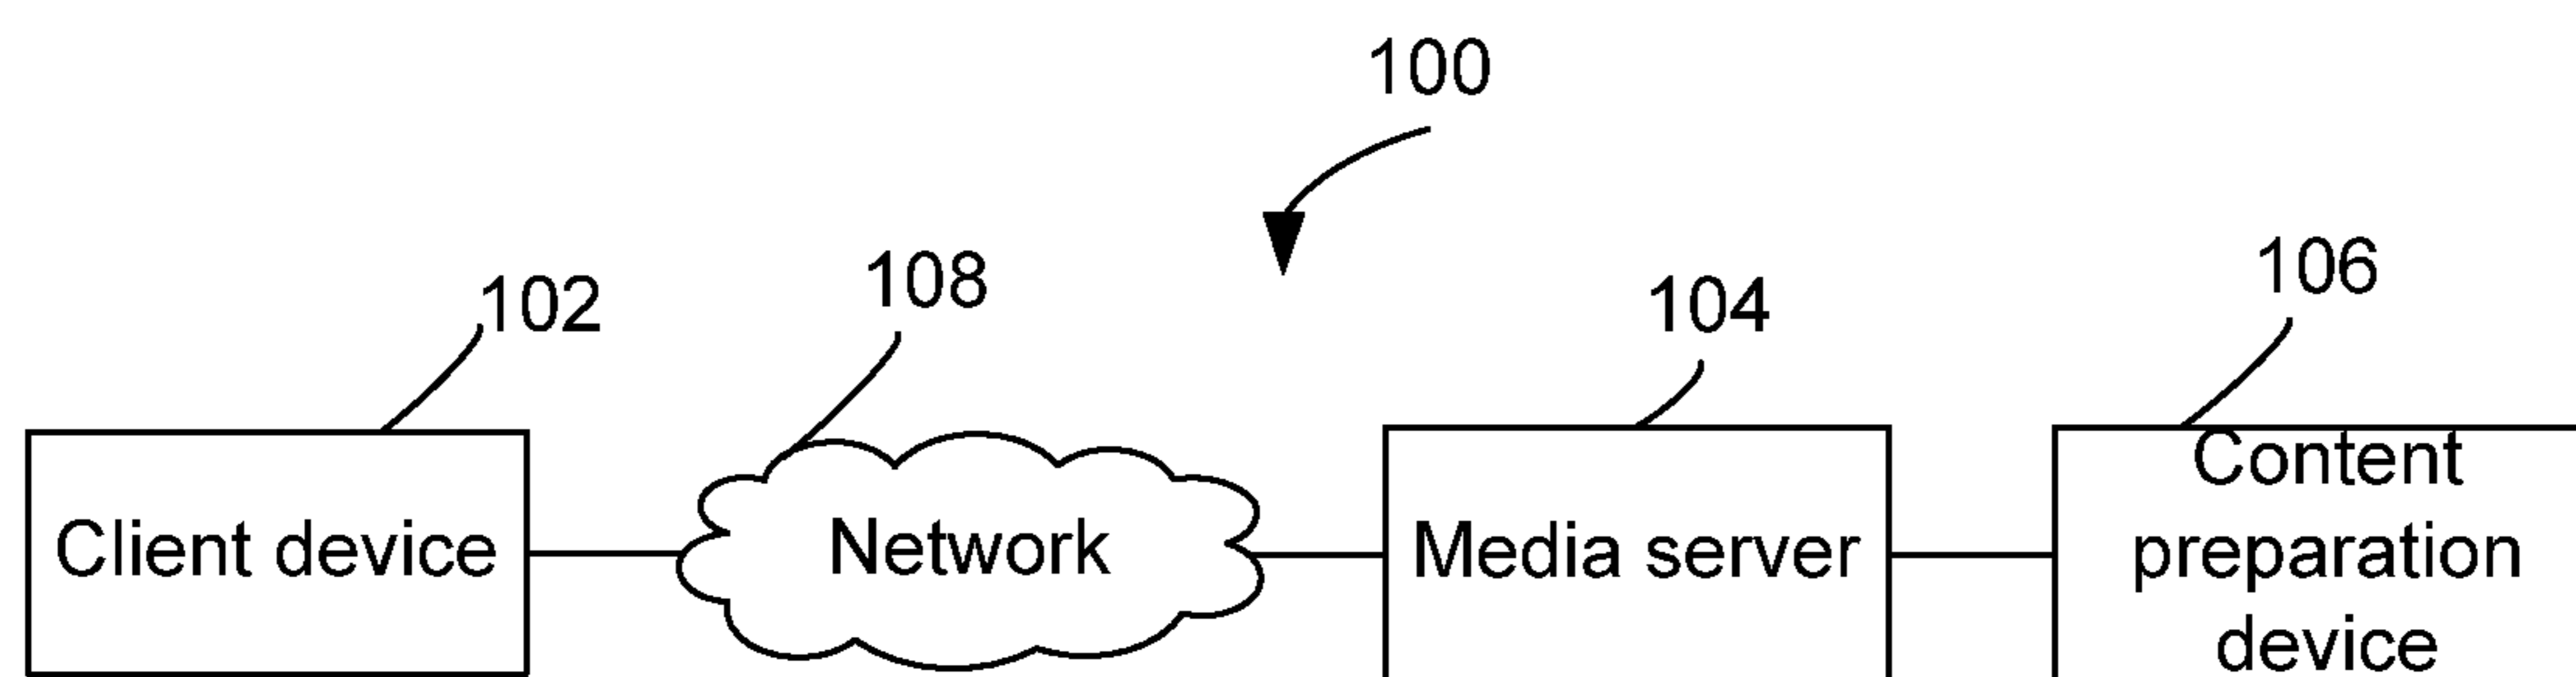 100
108
106
102
104
Client device
Network
Media server
Content
preparation
device